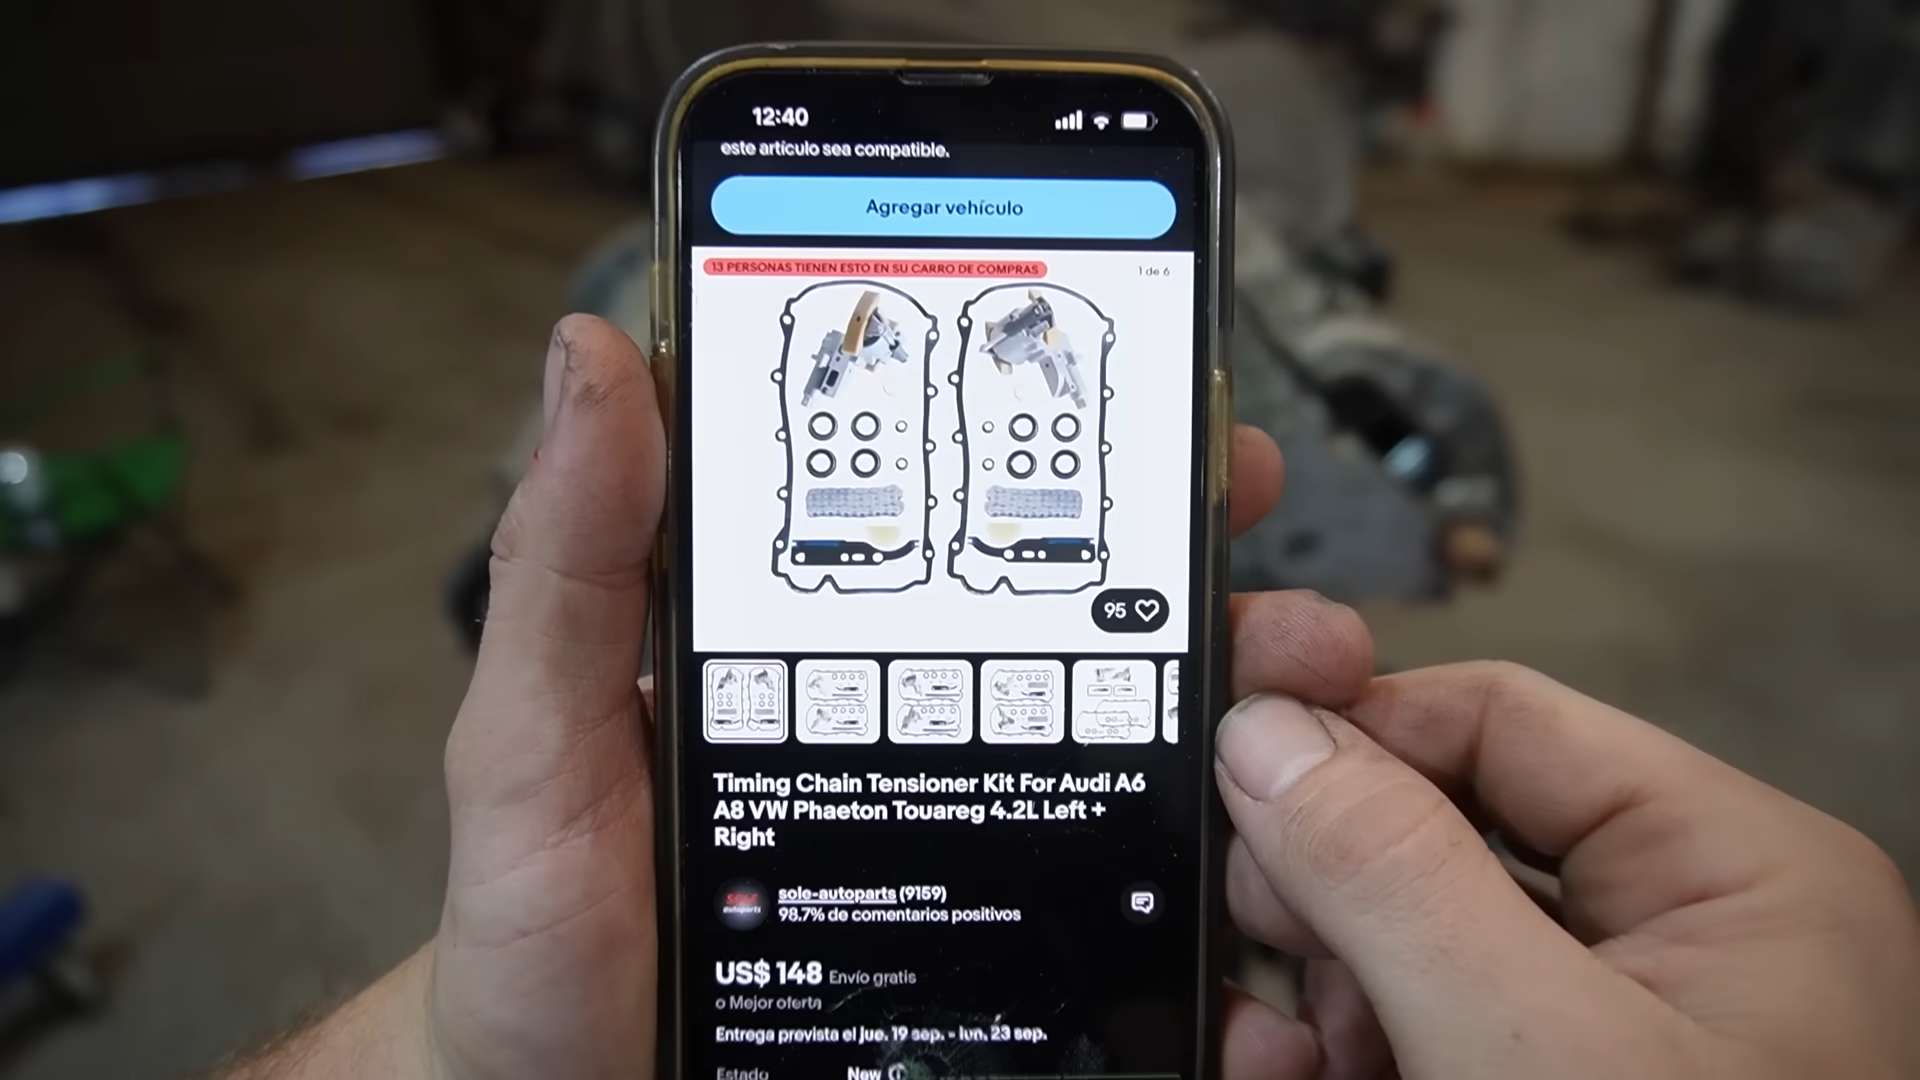 12:40
este artículo sea compatible.
Agregar vehículo
13 PERSONAS TIENEN ESTO EN SU CARRO DE COMPRAS
1 de 6
95
Timing Chain Tensioner Kit For Audi A6
A8 VW Phaeton Touareg 4.2L Left +
Right
SOLE
autoparts
sole-autoparts (9159)
98.7% de comentarios positivos
US$ 148 Envío gratis
o Mejor oferta
Entrega prevista el jue. 19 sep. - lun. 23 sep.
Estado
New